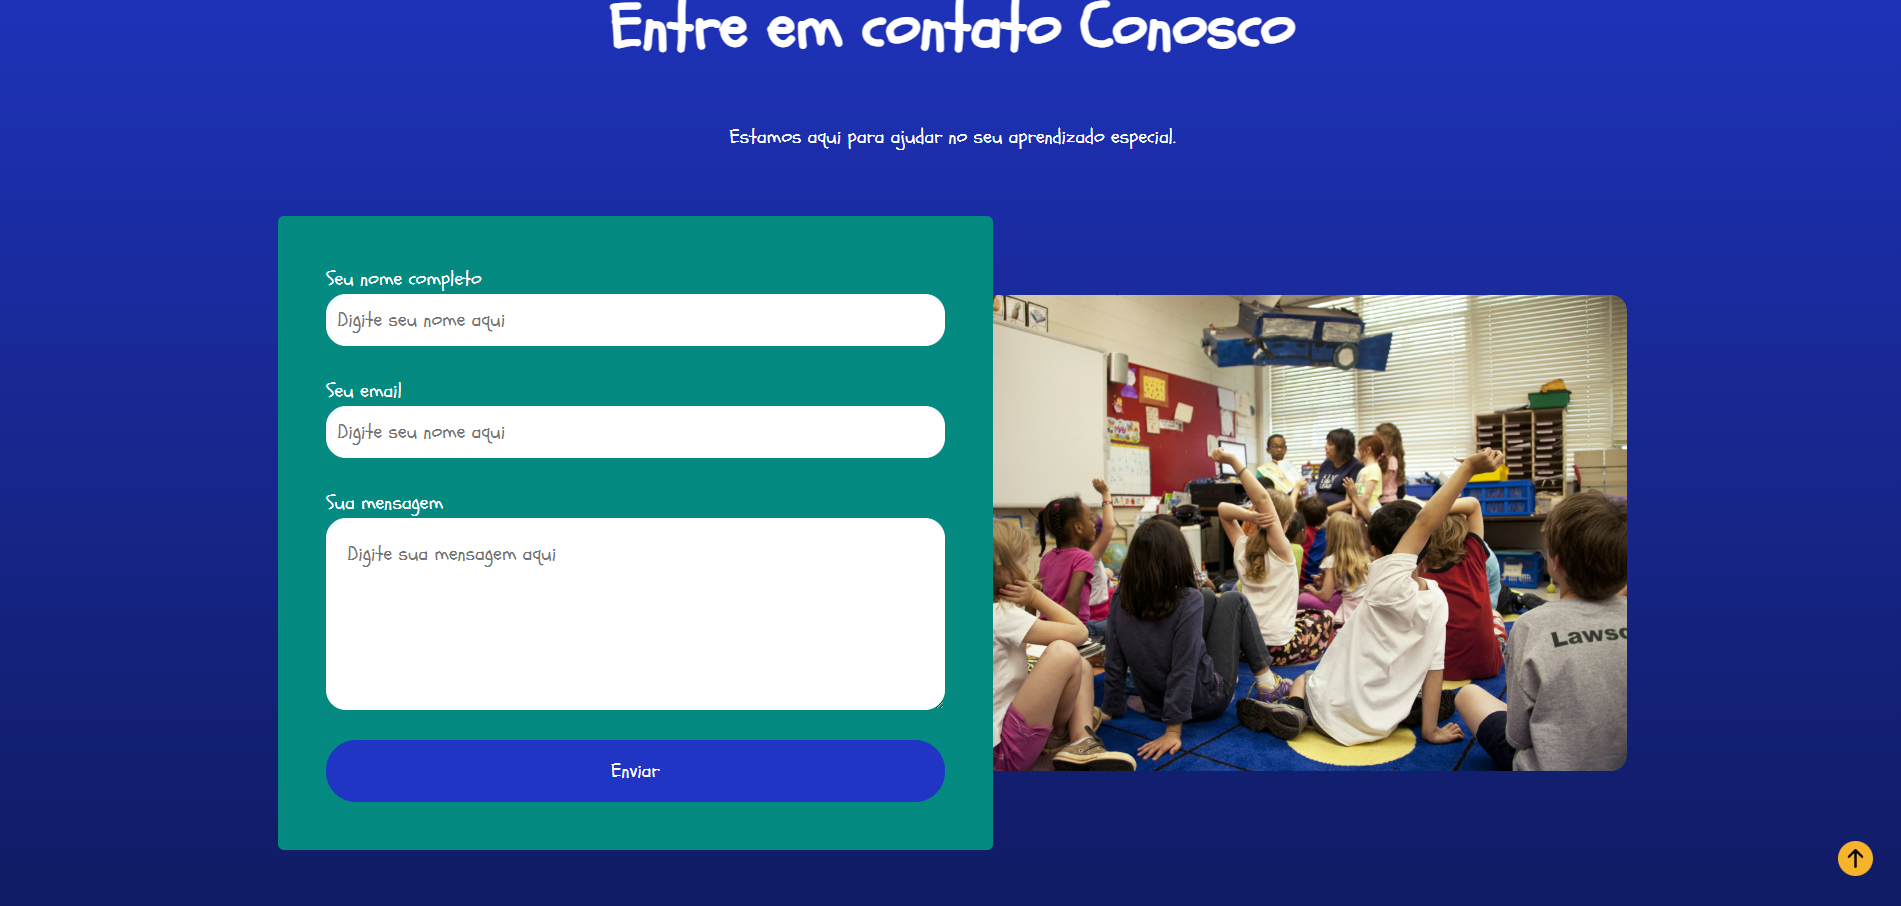 Entre em contato Conosco
Estamos aqui para ajudar no seu aprendizado especial.
Seu nome completo
Digite seu nome aqui
Seu email
Digite seu nome aqui
Sua mensagem
Digite sua mensagem aqui
Enviar
Lawso